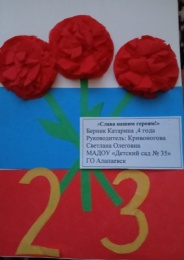 «Слава нашим героям!»
Берняк Катарина ,4 года
Руководитель: Кривоногова
Светлана Олеговна
МАДОУ «Детский сад № 35»
ГО Алапаевск
23